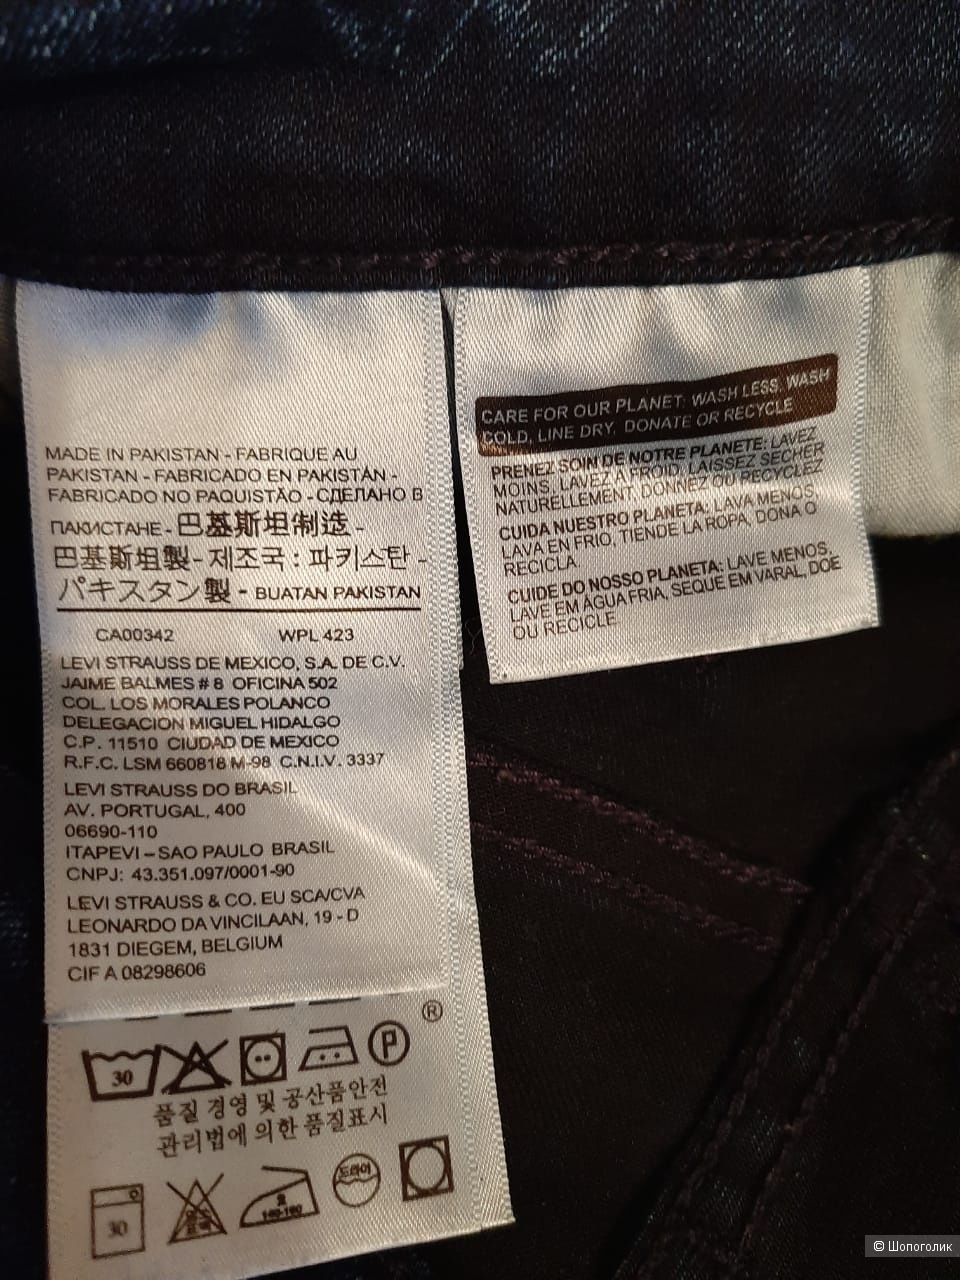 MADE IN PAKISTAN - FABRIQUE AU
PAKISTAN - FABRICADO EN PAKISTÁN -
FABRICADO NO PAQUISTÃO - СДЕЛАНО В
ПАКИСТАНЕ - 巴基斯坦制造 -
巴基斯坦製 - 제조국 : 파키스탄 -
パキスタン製 - BUATAN PAKISTAN
CA00342 WPL 423
LEVI STRAUSS DE MEXICO, S.A. DE C.V.
JAIME BALMES # 8 OFICINA 502
COL. LOS MORALES POLANCO
DELEGACION MIGUEL HIDALGO
C.P. 11510 CIUDAD DE MEXICO
R.F.C. LSM 660818 M-98 C.N.I.V. 3337
LEVI STRAUSS DO BRASIL
AV. PORTUGAL, 400
06690-110
ITAPEVI – SAO PAULO BRASIL
CNPJ: 43.351.097/0001-90
LEVI STRAUSS & CO. EU SCA/CVA
LEONARDO DA VINCILAAN, 19 - D
1831 DIEGEM, BELGIUM
CIF A 08298606
®
30 P
품질 경영 및 공산품안전
관리법에 의한 품질표시
30 드라이
CARE FOR OUR PLANET: WASH LESS, WASH
COLD, LINE DRY, DONATE OR RECYCLE
PRENEZ SOIN DE NOTRE PLANETE: LAVEZ
MOINS, LAVEZ A FROID, LAISSEZ SECHER
NATURELLEMENT, DONNEZ OU RECYCLEZ
CUIDA NUESTRO PLANETA: LAVA MENOS,
LAVA EN FRIO, TIENDE LA ROPA, DONA O
RECICLA
CUIDE DO NOSSO PLANETA: LAVE MENOS,
LAVE EM ÁGUA FRIA, SEQUE EM VARAL, DOE
OU RECICLE
© Шопоголик